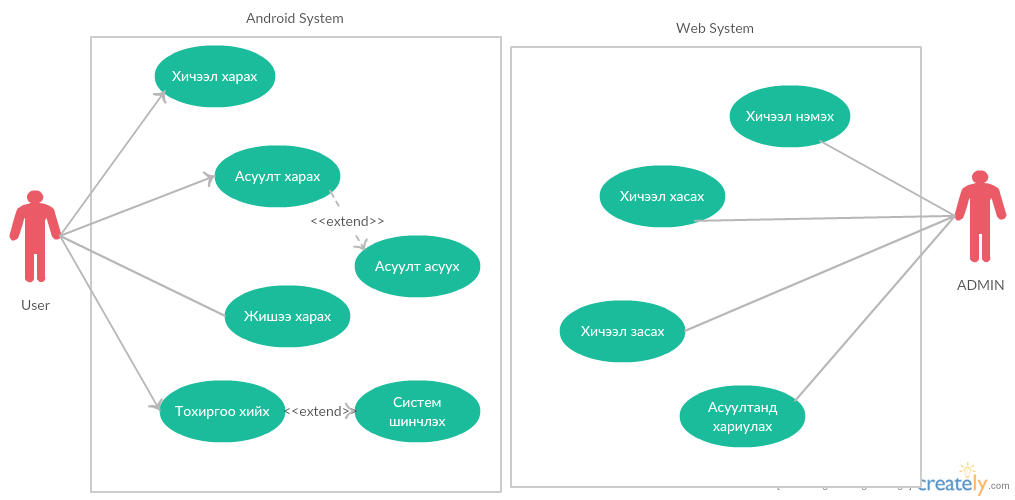 Android System
Web System
Хичээл харах
Хичээл нэмэх
Асуулт харах
Хичээл хасах
<<extend>>
Асуулт асуух
User
ADMIN
Жишээ харах
Хичээл засах
Тохиргоо хийх
<<extend>>
Систем
шинчлэх
Асуултанд
хариулах
creately.com